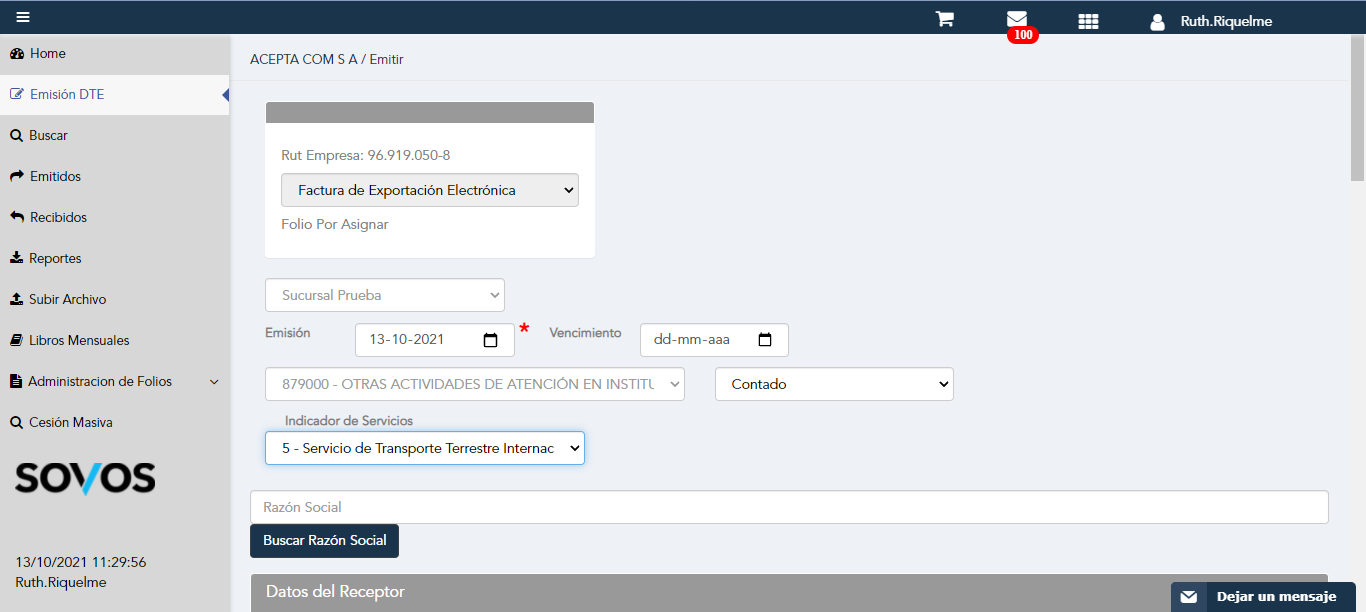 100
Ruth.Riquelme
Home
Emisión DTE
Buscar
Emitidos
Recibidos
Reportes
Subir Archivo
Libros Mensuales
Administracion de Folios
Cesión Masiva
sovos
13/10/2021 11:29:56
Ruth.Riquelme
ACEPTA COM S A / Emitir
Rut Empresa: 96.919.050-8
Factura de Exportación Electrónica
Folio Por Asignar
Sucursal Prueba
Emisión 13-10-2021 * Vencimiento dd-mm-aaa
879000 - OTRAS ACTIVIDADES DE ATENCIÓN EN INSTITU Contado
Indicador de Servicios
5 - Servicio de Transporte Terrestre Internac
Razón Social
Buscar Razón Social
Datos del Receptor
Dejar un mensaje